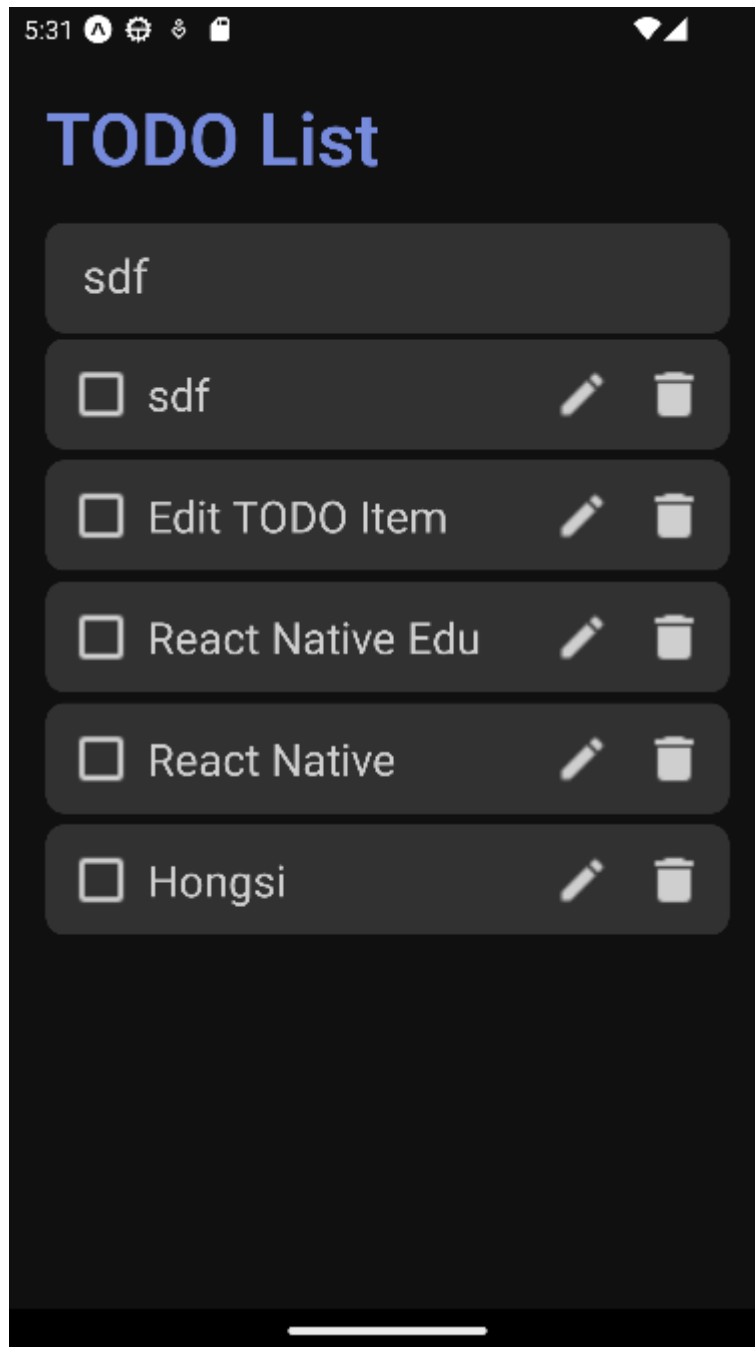 5:31
TODO List
sdf
sdf
Edit TODO Item
React Native Edu
React Native
Hongsi